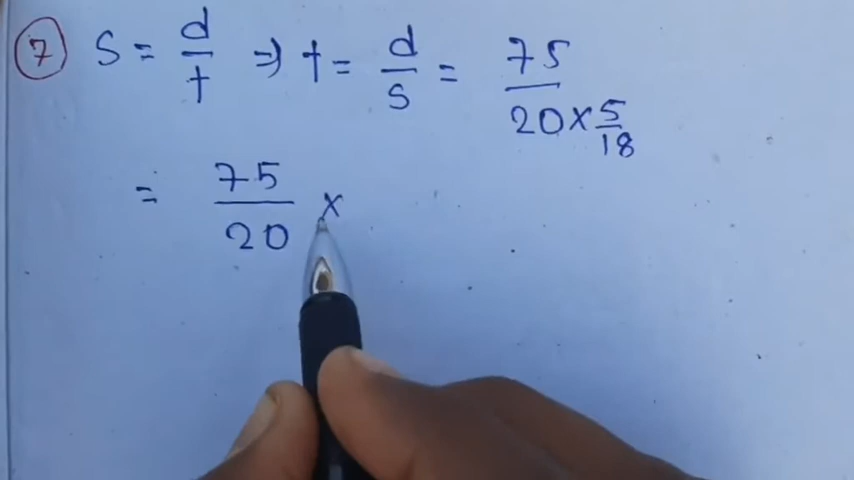 7 S = d/t ⇒ t = d/s = 75/20×5/18
= 75/20 ×